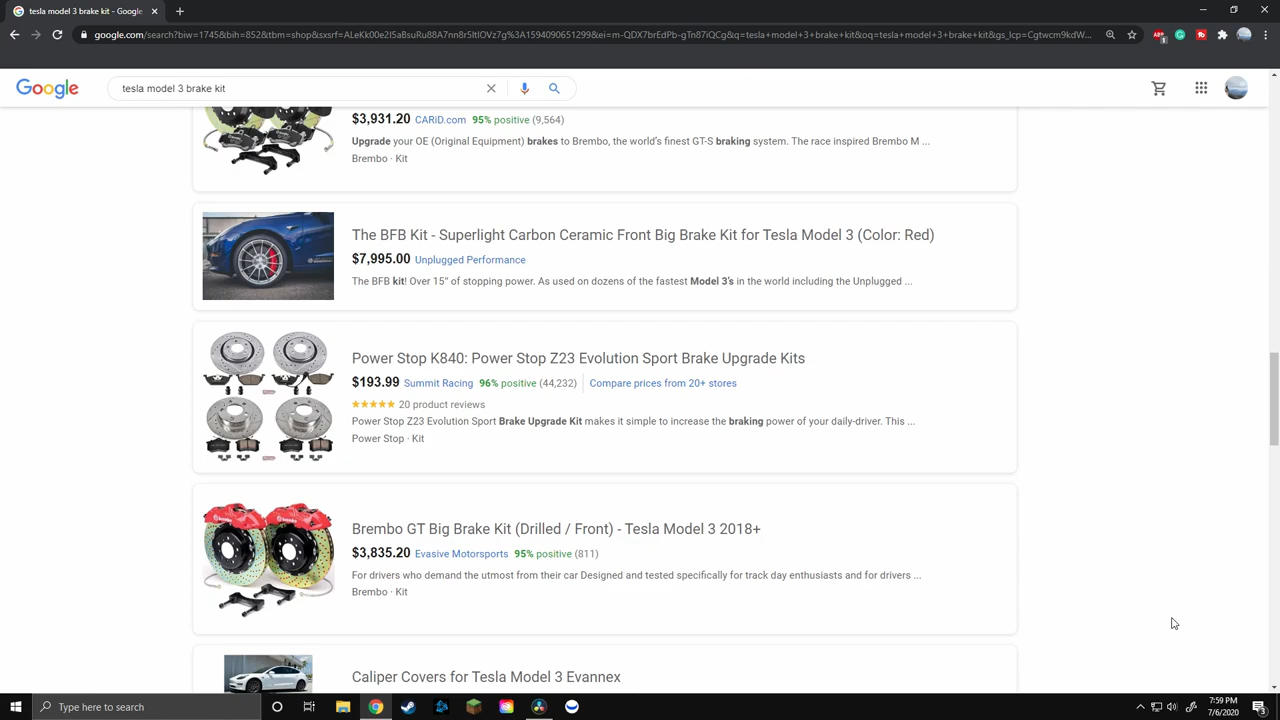 tesla model 3 brake kit - Google
google.com/search?biw=1745&bih=852&tbm=shop&sxsrf=ALeKk00e2I5aBsuRu88A7nn8r5ltlOVz7g%3A1594090651299&ei=m-QDX7brEdPb-gTn87iQCg&q=tesla+model+3+brake+kit&oq=tesla+model+3+brake+kit&gs_lcp=Cgtwcm9kdW...
Google
tesla model 3 brake kit
$3,931.20 CARiD.com 95% positive (9,564)
Upgrade your OE (Original Equipment) brakes to Brembo, the world's finest GT-S braking system. The race inspired Brembo M ...
Brembo · Kit
The BFB Kit - Superlight Carbon Ceramic Front Big Brake Kit for Tesla Model 3 (Color: Red)
$7,995.00 Unplugged Performance
The BFB kit! Over 15" of stopping power. As used on dozens of the fastest Model 3's in the world including the Unplugged ...
Power Stop K840: Power Stop Z23 Evolution Sport Brake Upgrade Kits
$193.99 Summit Racing 96% positive (44,232) Compare prices from 20+ stores
★★★★★ 20 product reviews
Power Stop Z23 Evolution Sport Brake Upgrade Kit makes it simple to increase the braking power of your daily-driver. This ...
Power Stop · Kit
Brembo GT Big Brake Kit (Drilled / Front) - Tesla Model 3 2018+
$3,835.20 Evasive Motorsports 95% positive (811)
For drivers who demand the utmost from their car Designed and tested specifically for track day enthusiasts and for drivers ...
Brembo · Kit
Caliper Covers for Tesla Model 3 Evannex
Type here to search
7:59 PM
7/6/2020